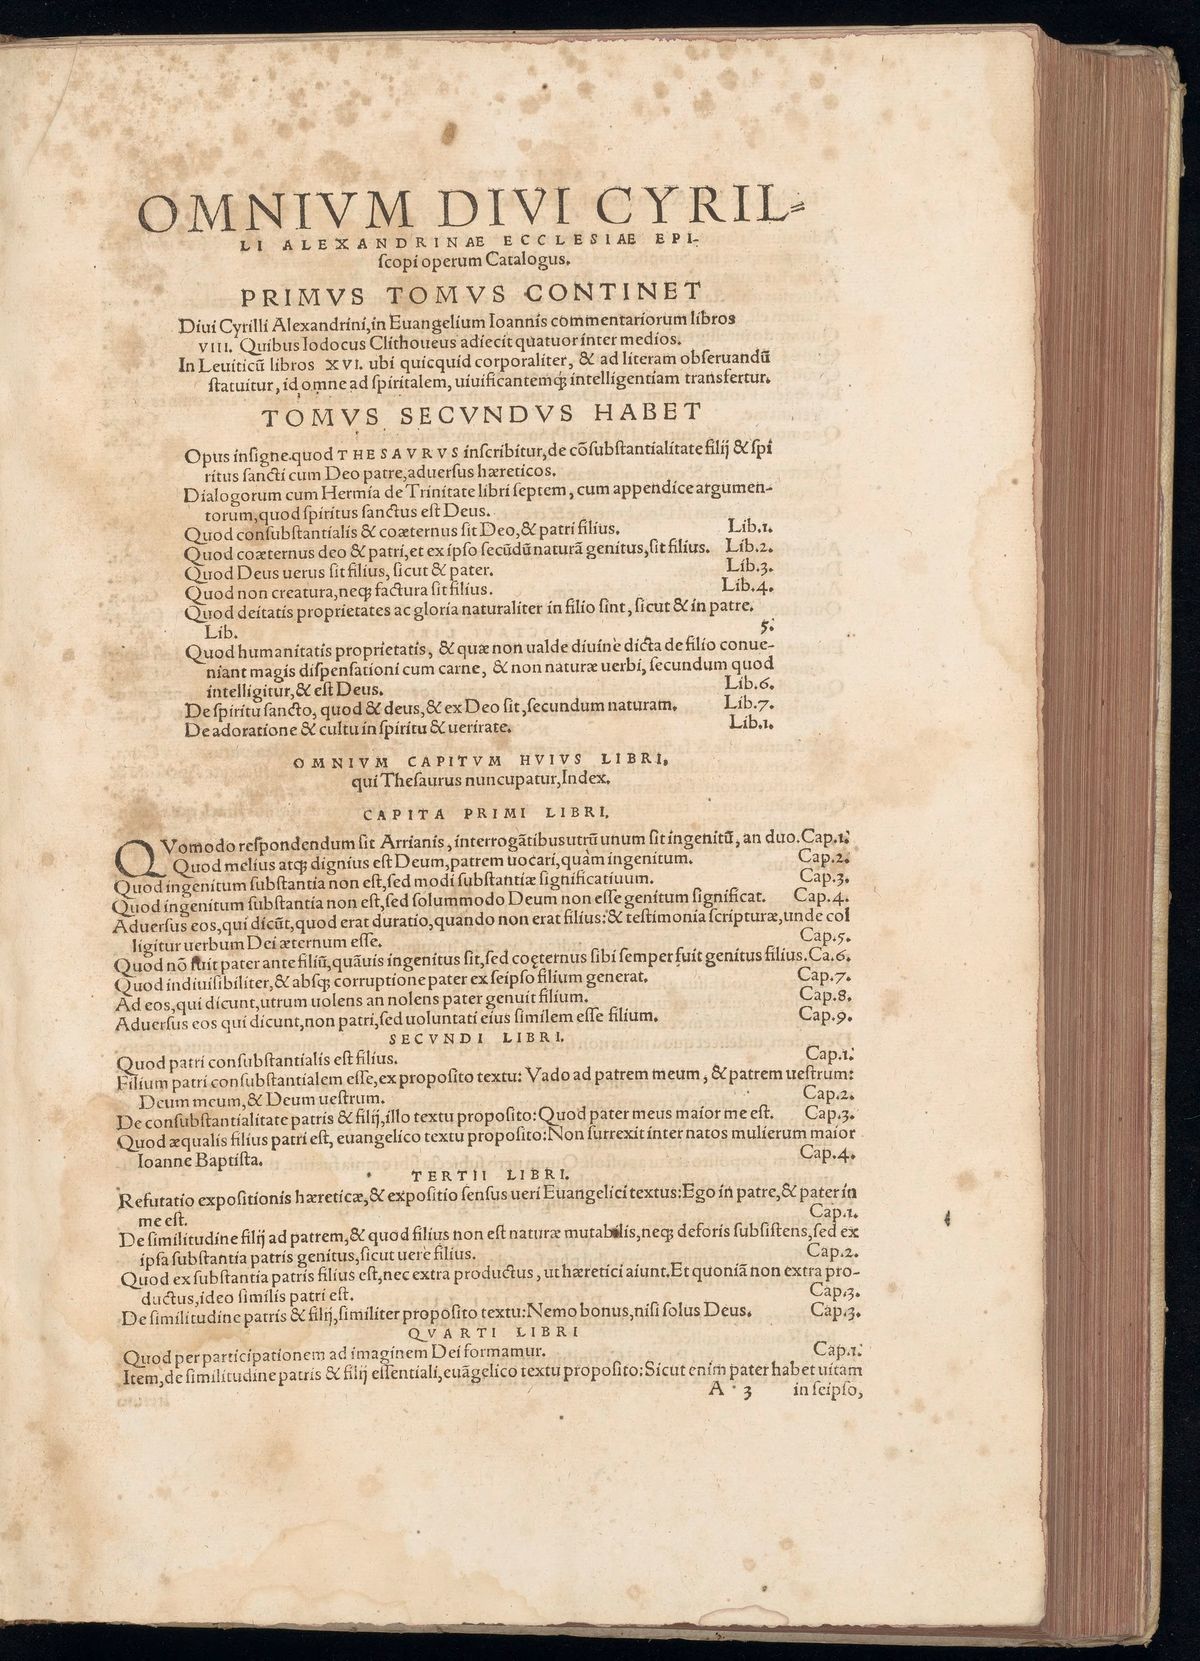 OMNIVM DIVI CYRIL=
LI ALEXANDRINAE ECCLESIAE EPI-
scopi operum Catalogus.
PRIMVS TOMVS CONTINET
Diui Cyrilli Alexandrini, in Euangelium Ioannis commentariorum libros
VIII. Quibus Iodocus Clithoueus adiecit quatuor inter medios.
In Leuiticū libros XVI. ubi quicquid corporaliter, & ad literam obseruandū
statuitur, id omne ad spiritalem, uiuificantemq; intelligentiam transfertur.
TOMVS SECVNDVS HABET
Opus insigne quod THESAVRVS inscribitur, de cōsubstantialitate filij & spi
ritus sancti cum Deo patre, aduersus hæreticos.
Dialogorum cum Hermia de Trinitate libri septem, cum appendice argumen-
torum, quod spiritus sanctus est Deus.
Quod consubstantialis & coæternus sit Deo, & patri filius. Lib.1.
Quod coæternus deo & patri, et ex ipso secūdū naturā genitus, sit filius. Lib.2.
Quod Deus uerus sit filius, sicut & pater. Lib.3.
Quod non creatura, neq; factura sit filius. Lib.4.
Quod deitatis proprietates ac gloria naturaliter in filio sint, sicut & in patre.
Lib. 5.
Quod humanitatis proprietatis, & quæ non ualde diuine dicta de filio conue-
niant magis dispensationi cum carne, & non naturæ uerbi, secundum quod
intelligitur, & est Deus. Lib.6.
De spiritu sancto, quod & deus, & ex Deo sit, secundum naturam. Lib.7.
De adoratione & cultu in spiritu & uerirate. Lib.1.
OMNIVM CAPITVM HVIVS LIBRI,
qui Thesaurus nuncupatur, Index.
CAPITA PRIMI LIBRI.
QVomodo respondendum sit Arrianis, interrogātibus utrū unum sit ingenitū, an duo. Cap.1.
Quod melius atq; dignius est Deum, patrem uocari, quàm ingenitum. Cap.2.
Quod ingenitum substantia non est, sed modi substantiæ significatiuum. Cap.3.
Quod ingenitum substantia non est, sed solummodo Deum non esse genitum significat. Cap.4.
Aduersus eos, qui dicūt, quod erat duratio, quando non erat filius: & testimonia scripturæ, unde col
ligitur uerbum Dei æternum esse. Cap.5.
Quod nō fuit pater ante filiū, quāuis ingenitus sit, sed coęternus sibi semper fuit genitus filius. Ca.6.
Quod indiuisibiliter, & absq; corruptione pater ex seipso filium generat. Cap.7.
Ad eos, qui dicunt, utrum uolens an nolens pater genuit filium. Cap.8.
Aduersus eos qui dicunt, non patri, sed uoluntati eius similem esse filium. Cap.9.
SECVNDI LIBRI.
Quod patri consubstantialis est filius. Cap.1.
Filium patri consubstantialem esse, ex proposito textu: Vado ad patrem meum, & patrem uestrum:
Deum meum, & Deum uestrum. Cap.2.
De consubstantialitate patris & filij, illo textu proposito: Quod pater meus maior me est. Cap.3.
Quod æqualis filius patri est, euangelico textu proposito: Non surrexit inter natos mulierum maior
Ioanne Baptista. Cap.4.
TERTII LIBRI.
Refutatio expositionis hæreticæ, & expositio sensus ueri Euangelici textus: Ego in patre, & pater in
me est. Cap.1.
De similitudine filij ad patrem, & quod filius non est naturæ mutabilis, neq; deforis subsistens, sed ex
ipsa substantia patris genitus, sicut uere filius. Cap.2.
Quod ex substantia patris filius est, nec extra productus, ut hæretici aiunt. Et quoniā non extra pro-
ductus, ideo similis patri est. Cap.3.
De similitudine patris & filij, similiter proposito textu: Nemo bonus, nisi solus Deus. Cap.3.
QVARTI LIBRI
Quod per participationem ad imaginem Dei formamur. Cap.1.
Item, de similitudine patris & filij essentiali, euāgelico textu proposito: Sicut enim pater habet uitam
A 3 in seipso,